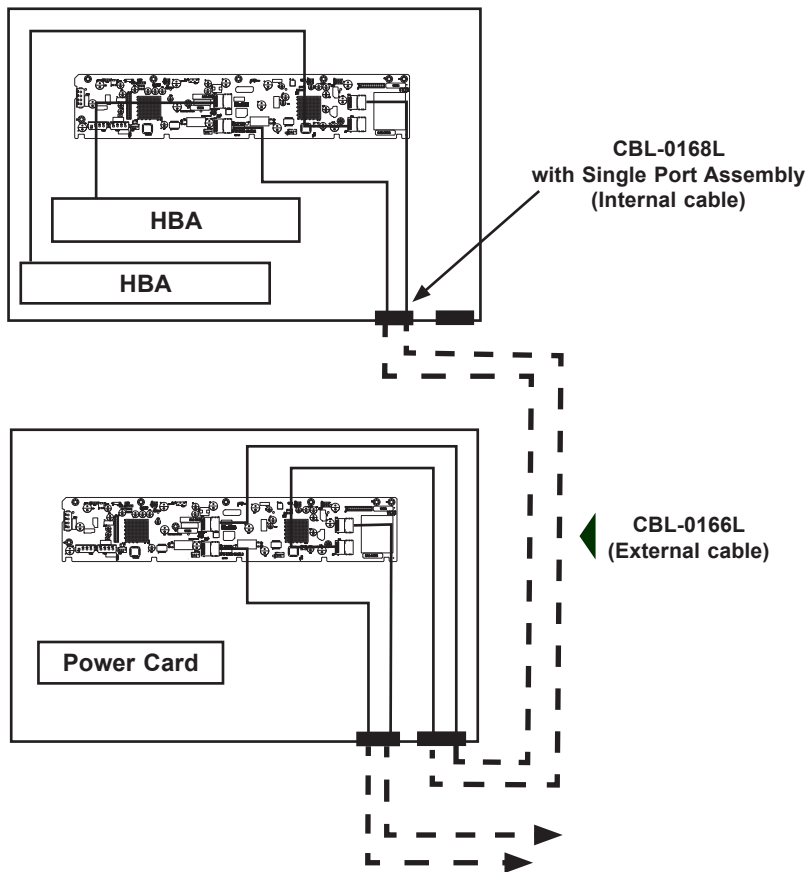 CBL-0168L
with Single Port Assembly
(Internal cable)
HBA
HBA
CBL-0166L
(External cable)
Power Card